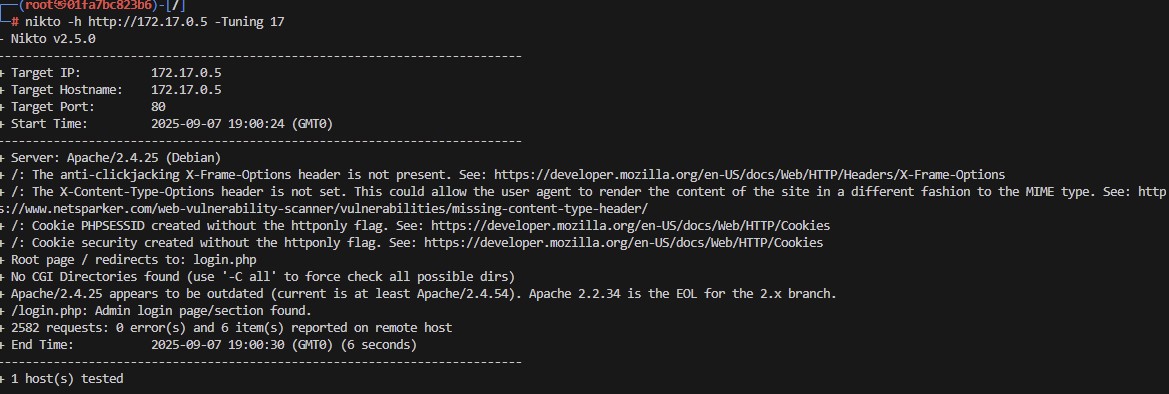 (root㉿01fa7bc823b6)-[/]
# nikto -h http://172.17.0.5 -Tuning 17
- Nikto v2.5.0
---------------------------------------------------------------------------
+ Target IP:          172.17.0.5
+ Target Hostname:    172.17.0.5
+ Target Port:        80
+ Start Time:         2025-09-07 19:00:24 (GMT0)
---------------------------------------------------------------------------
+ Server: Apache/2.4.25 (Debian)
+ /: The anti-clickjacking X-Frame-Options header is not present. See: https://developer.mozilla.org/en-US/docs/Web/HTTP/Headers/X-Frame-Options
+ /: The X-Content-Type-Options header is not set. This could allow the user agent to render the content of the site in a different fashion to the MIME type. See: http
s://www.netsparker.com/web-vulnerability-scanner/vulnerabilities/missing-content-type-header/
+ /: Cookie PHPSESSID created without the httponly flag. See: https://developer.mozilla.org/en-US/docs/Web/HTTP/Cookies
+ /: Cookie security created without the httponly flag. See: https://developer.mozilla.org/en-US/docs/Web/HTTP/Cookies
+ Root page / redirects to: login.php
+ No CGI Directories found (use '-C all' to force check all possible dirs)
+ Apache/2.4.25 appears to be outdated (current is at least Apache/2.4.54). Apache 2.2.34 is the EOL for the 2.x branch.
+ /login.php: Admin login page/section found.
+ 2582 requests: 0 error(s) and 6 item(s) reported on remote host
+ End Time:           2025-09-07 19:00:30 (GMT0) (6 seconds)
---------------------------------------------------------------------------
+ 1 host(s) tested